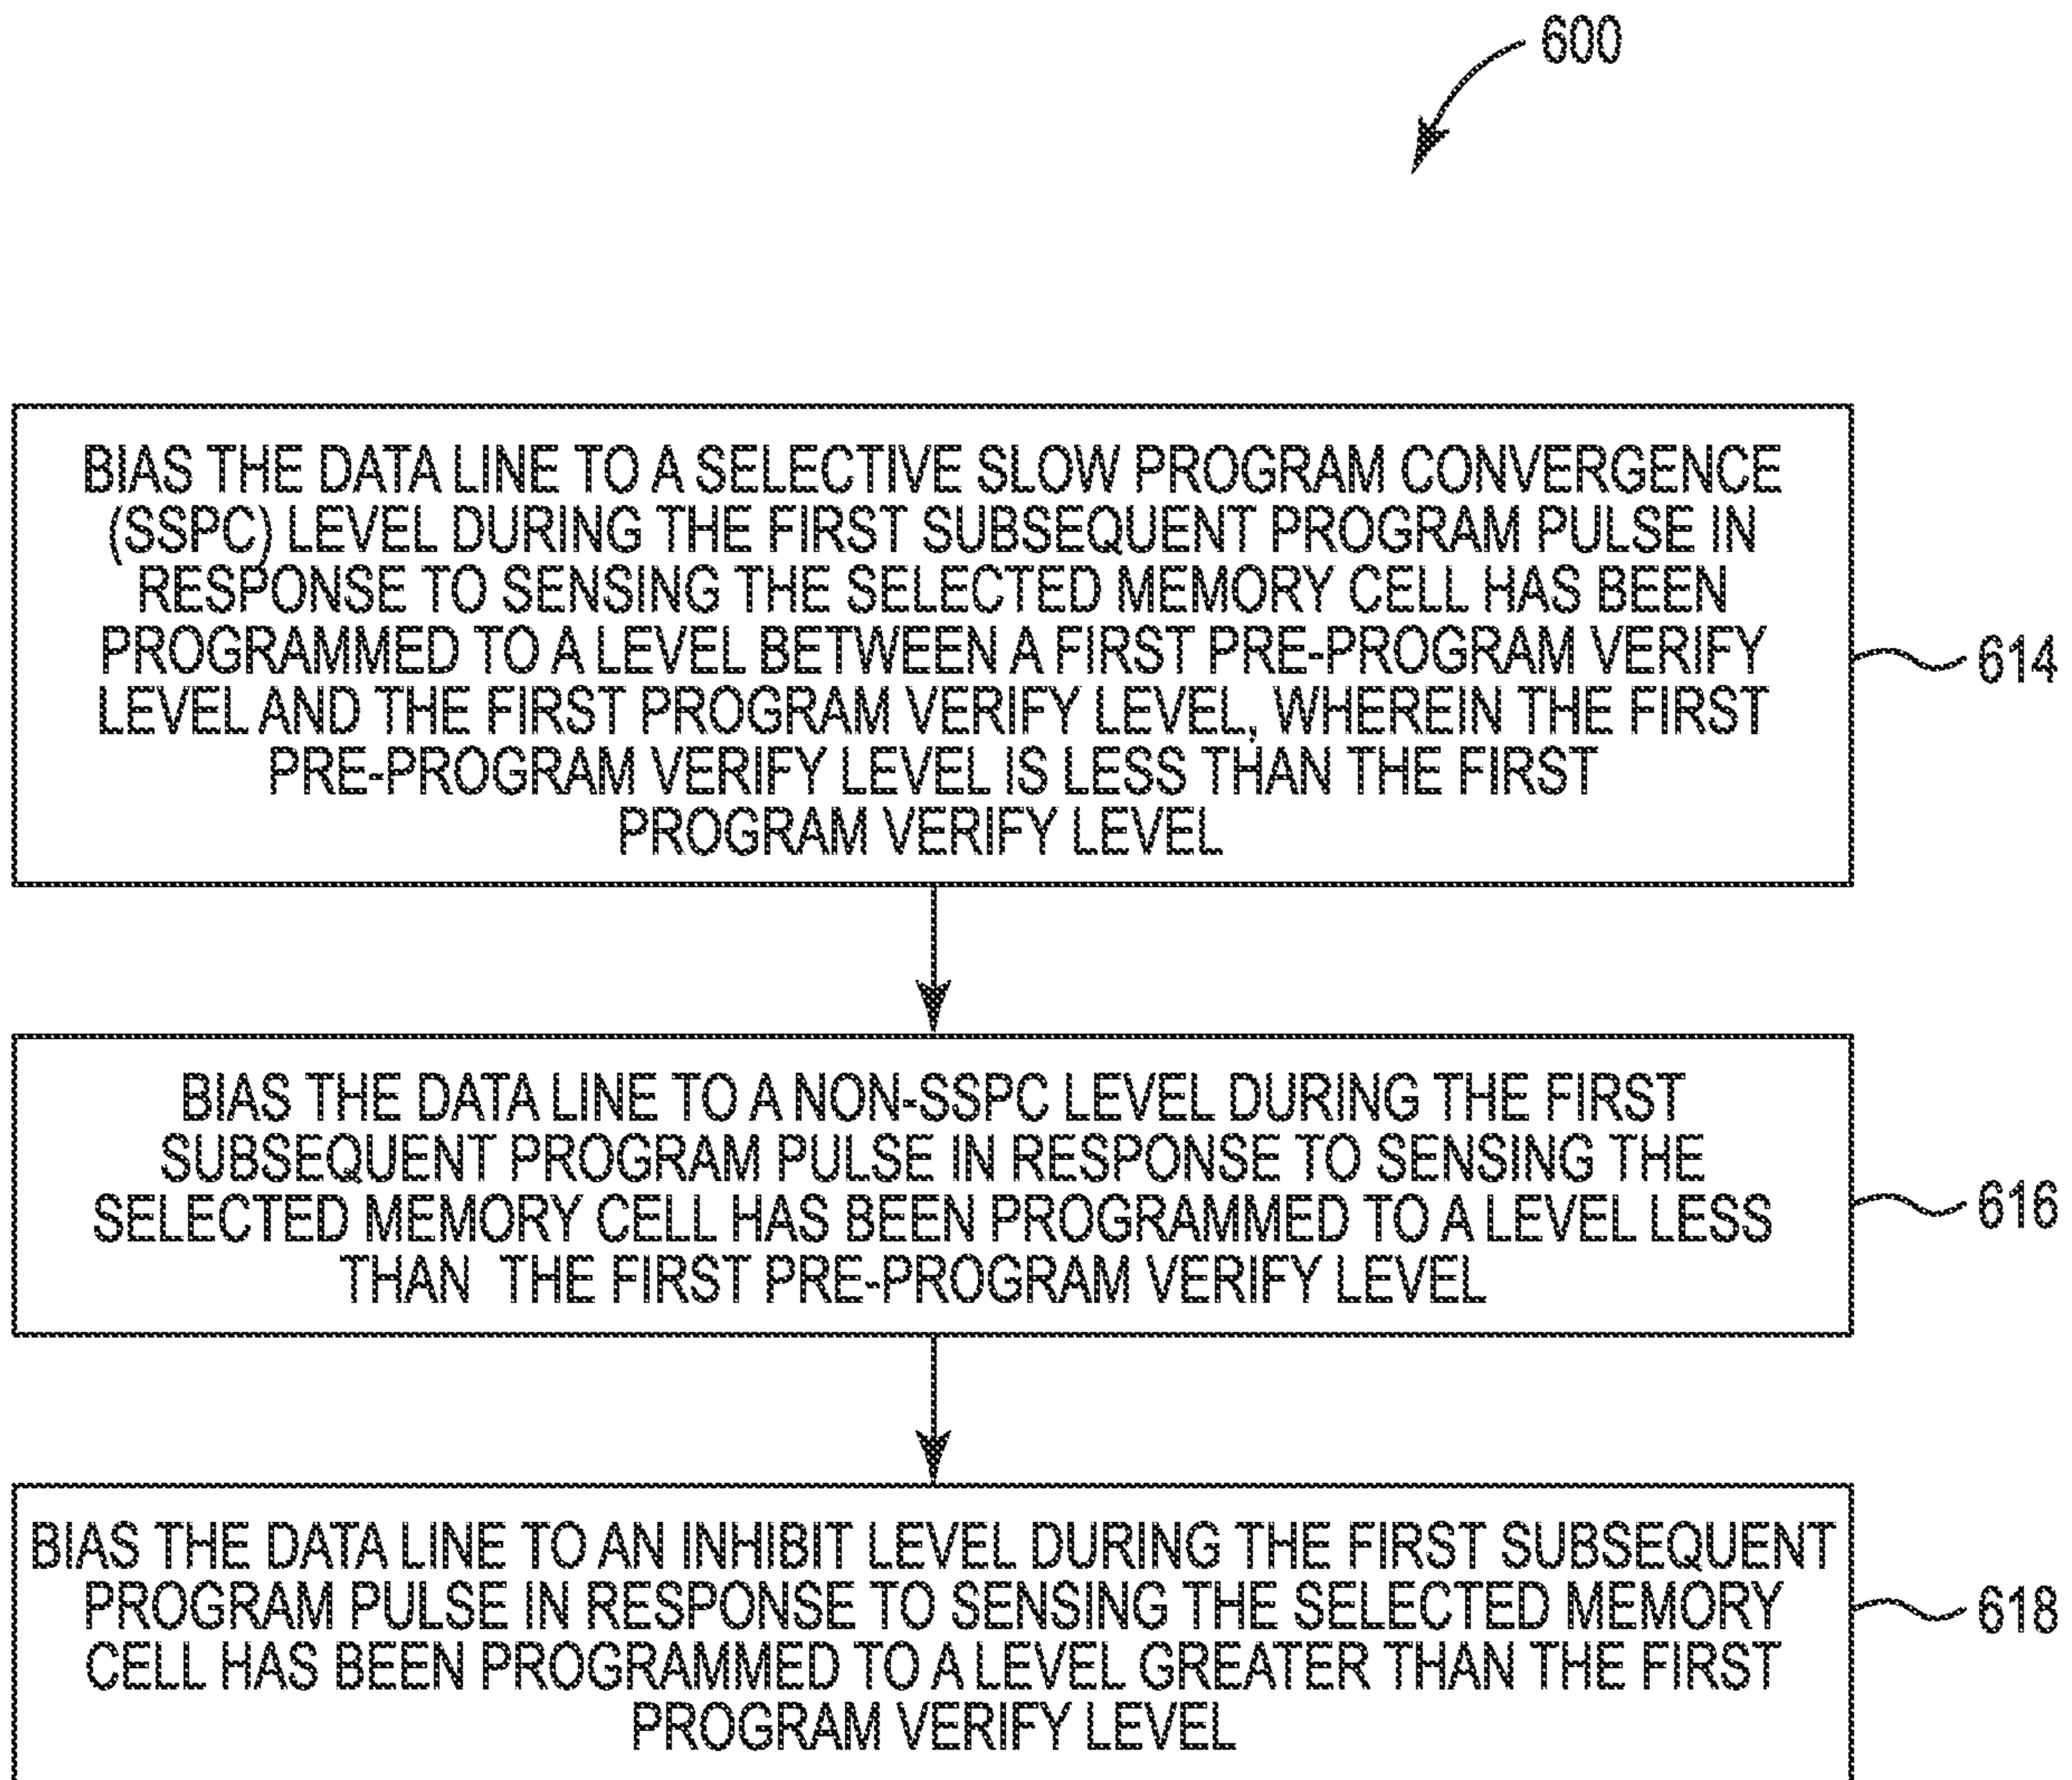 600
BIAS THE DATA LINE TO A SELECTIVE SLOW PROGRAM CONVERGENCE
(SSPC) LEVEL DURING THE FIRST SUBSEQUENT PROGRAM PULSE IN
RESPONSE TO SENSING THE SELECTED MEMORY CELL HAS BEEN
PROGRAMMED TO A LEVEL BETWEEN A FIRST PRE-PROGRAM VERIFY
LEVEL AND THE FIRST PROGRAM VERIFY LEVEL, WHEREIN THE FIRST
PRE-PROGRAM VERIFY LEVEL IS LESS THAN THE FIRST
PROGRAM VERIFY LEVEL
614
BIAS THE DATA LINE TO A NON-SSPC LEVEL DURING THE FIRST
SUBSEQUENT PROGRAM PULSE IN RESPONSE TO SENSING THE
SELECTED MEMORY CELL HAS BEEN PROGRAMMED TO A LEVEL LESS
THAN THE FIRST PRE-PROGRAM VERIFY LEVEL
616
BIAS THE DATA LINE TO AN INHIBIT LEVEL DURING THE FIRST SUBSEQUENT
PROGRAM PULSE IN RESPONSE TO SENSING THE SELECTED MEMORY
CELL HAS BEEN PROGRAMMED TO A LEVEL GREATER THAN THE FIRST
PROGRAM VERIFY LEVEL
618